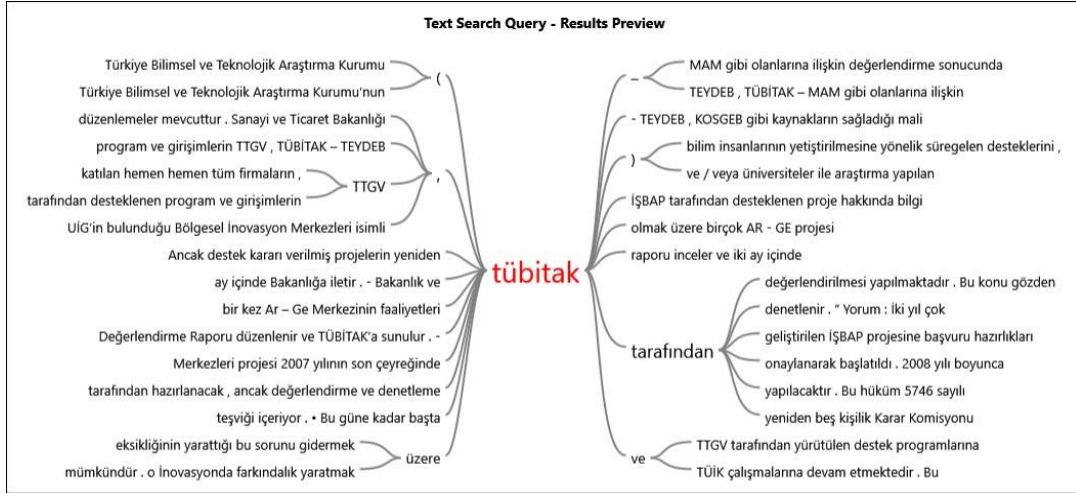 Text Search Query - Results Preview
Türkiye Bilimsel ve Teknolojik Araştırma Kurumu
Türkiye Bilimsel ve Teknolojik Araştırma Kurumu'nun
(
düzenlemeler mevcuttur . Sanayi ve Ticaret Bakanlığı
program ve girişimlerin TTGV , TÜBİTAK – TEYDEB
katılan hemen hemen tüm firmaların ,
tarafından desteklenen program ve girişimlerin
TTGV
UİG'in bulunduğu Bölgesel İnovasyon Merkezleri isimli
,
Ancak destek kararı verilmiş projelerin yeniden
ay içinde Bakanlığa iletir . - Bakanlık ve
bir kez Ar – Ge Merkezinin faaliyetleri
Değerlendirme Raporu düzenlenir ve TÜBİTAK'a sunulur . -
Merkezleri projesi 2007 yılının son çeyreğinde
tarafından hazırlanacak , ancak değerlendirme ve denetleme
teşviği içeriyor . • Bu güne kadar başta
eksikliğinin yarattığı bu sorunu gidermek
mümkündür . o İnovasyonda farkındalık yaratmak
üzere
tübitak
–
MAM gibi olanlarına ilişkin değerlendirme sonucunda
TEYDEB , TÜBİTAK – MAM gibi olanlarına ilişkin
- TEYDEB , KOSGEB gibi kaynakların sağladığı mali
)
bilim insanlarının yetiştirilmesine yönelik süregelen desteklerini ,
ve / veya üniversiteler ile araştırma yapılan
İŞBAP tarafından desteklenen proje hakkında bilgi
olmak üzere birçok AR - GE projesi
raporu inceler ve iki ay içinde
tarafından
değerlendirilmesi yapılmaktadır . Bu konu gözden
denetlenir . " Yorum : İki yıl çok
geliştirilen İŞBAP projesine başvuru hazırlıkları
onaylanarak başlatıldı . 2008 yılı boyunca
yapılacaktır . Bu hüküm 5746 sayılı
yeniden beş kişilik Karar Komisyonu
ve
TTGV tarafından yürütülen destek programlarına
TÜİK çalışmalarına devam etmektedir . Bu